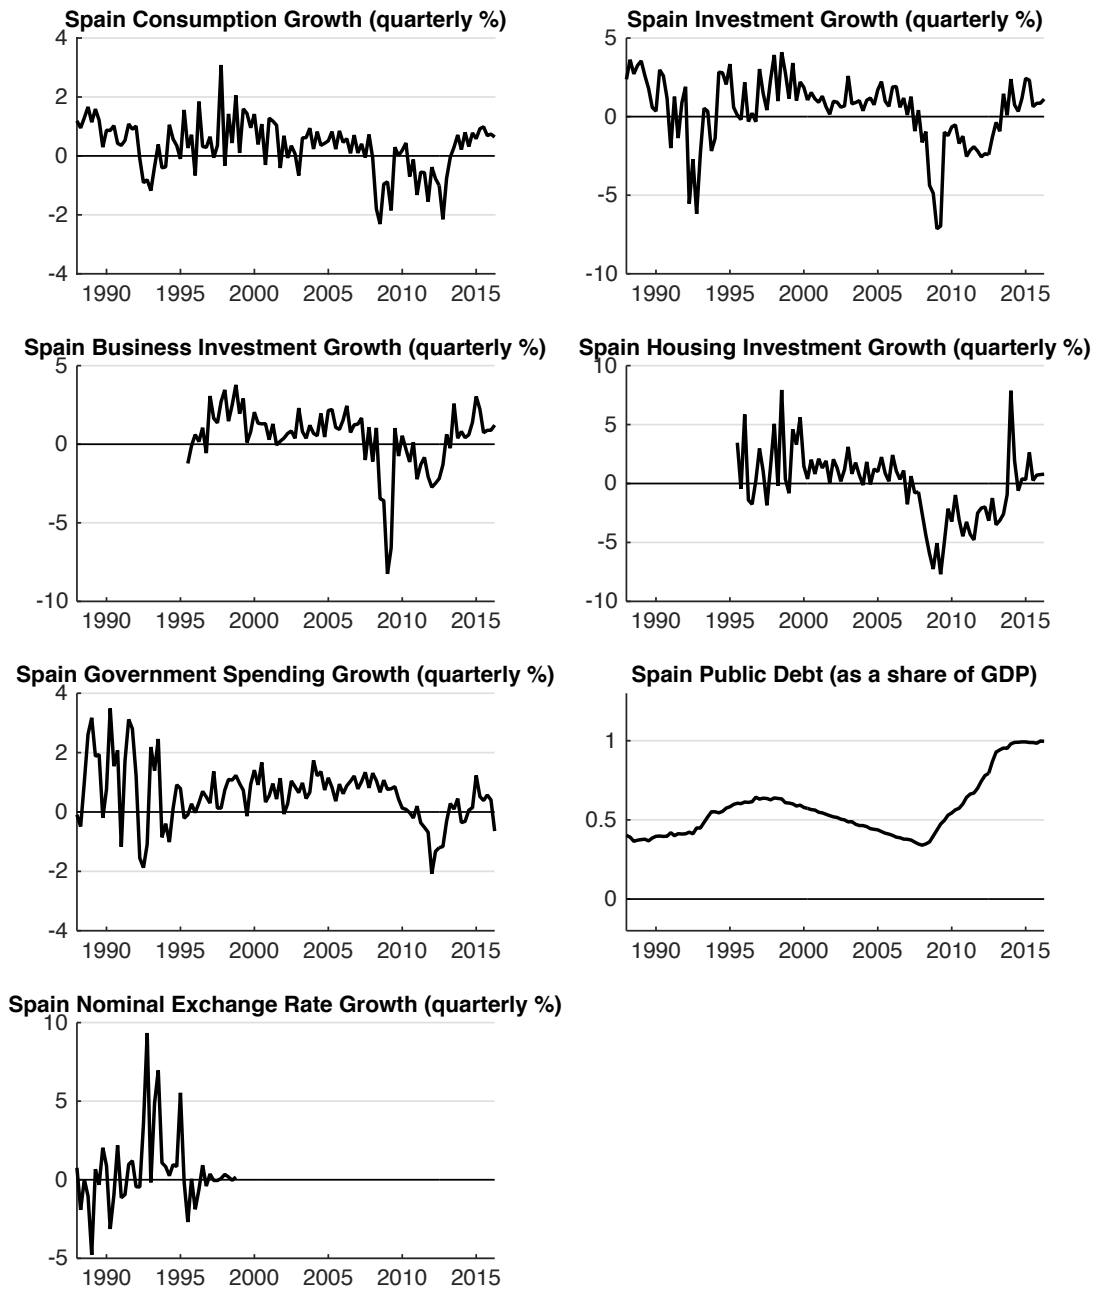 Spain Consumption Growth (quarterly %)
4
2
0
-2
-4
1990 1995 2000 2005 2010 2015
Spain Investment Growth (quarterly %)
5
0
-5
-10
1990 1995 2000 2005 2010 2015
Spain Business Investment Growth (quarterly %)
5
0
-5
-10
1990 1995 2000 2005 2010 2015
Spain Housing Investment Growth (quarterly %)
10
5
0
-5
-10
1990 1995 2000 2005 2010 2015
Spain Government Spending Growth (quarterly %)
4
2
0
-2
-4
1990 1995 2000 2005 2010 2015
Spain Public Debt (as a share of GDP)
1
0.5
0
1990 1995 2000 2005 2010 2015
Spain Nominal Exchange Rate Growth (quarterly %)
10
5
0
-5
1990 1995 2000 2005 2010 2015